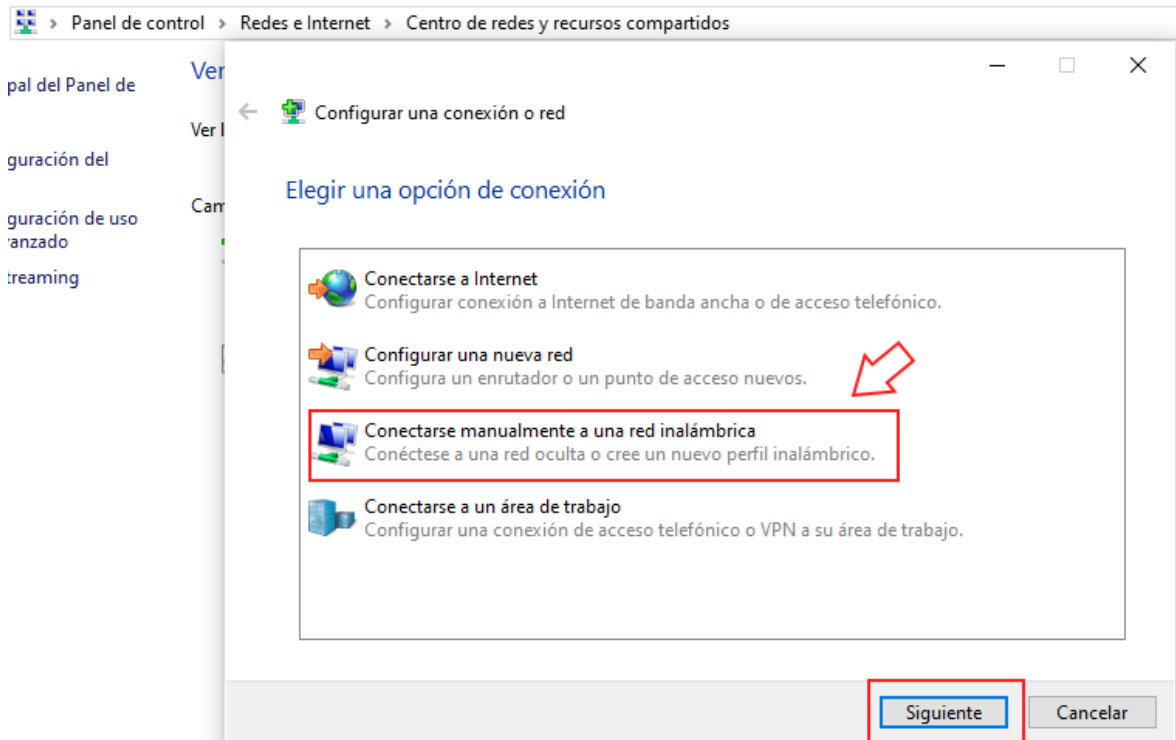 Panel de control > Redes e Internet > Centro de redes y recursos compartidos
pal del Panel de
guración del
guración de uso
anzado
treaming
Ver
Ver l
Cam
Configurar una conexión o red
Elegir una opción de conexión
Conectarse a Internet
Configurar conexión a Internet de banda ancha o de acceso telefónico.
Configurar una nueva red
Configura un enrutador o un punto de acceso nuevos.
Conectarse manualmente a una red inalámbrica
Conéctese a una red oculta o cree un nuevo perfil inalámbrico.
Conectarse a un área de trabajo
Configurar una conexión de acceso telefónico o VPN a su área de trabajo.
Siguiente
Cancelar